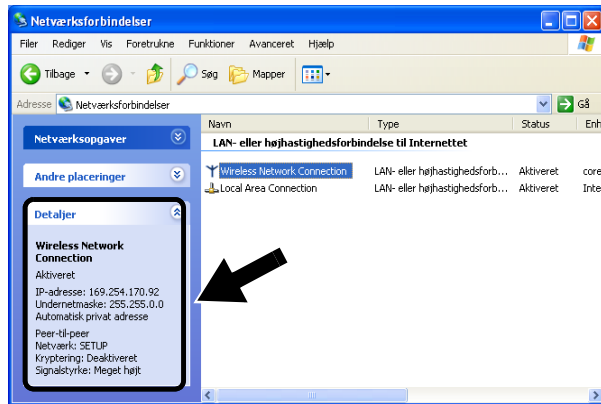 Netværksforbindelser
Filer Rediger Vis Foretrukne Funktioner Avanceret Hjælp
Tilbage Søg Mapper
Adresse Netværksforbindelser Gå
Navn Type Status Enh
LAN- eller højhastighedsforbindelse til Internettet
Wireless Network Connection LAN- eller højhastighedsforb... Aktiveret core
Local Area Connection LAN- eller højhastighedsforb... Aktiveret Inte
Netværksopgaver
Andre placeringer
Detaljer
Wireless Network
Connection
Aktiveret
IP-adresse: 169.254.170.92
Undernetmaske: 255.255.0.0
Automatisk privat adresse
Peer-til-peer
Netværk: SETUP
Kryptering: Deaktiveret
Signalstyrke: Meget højt